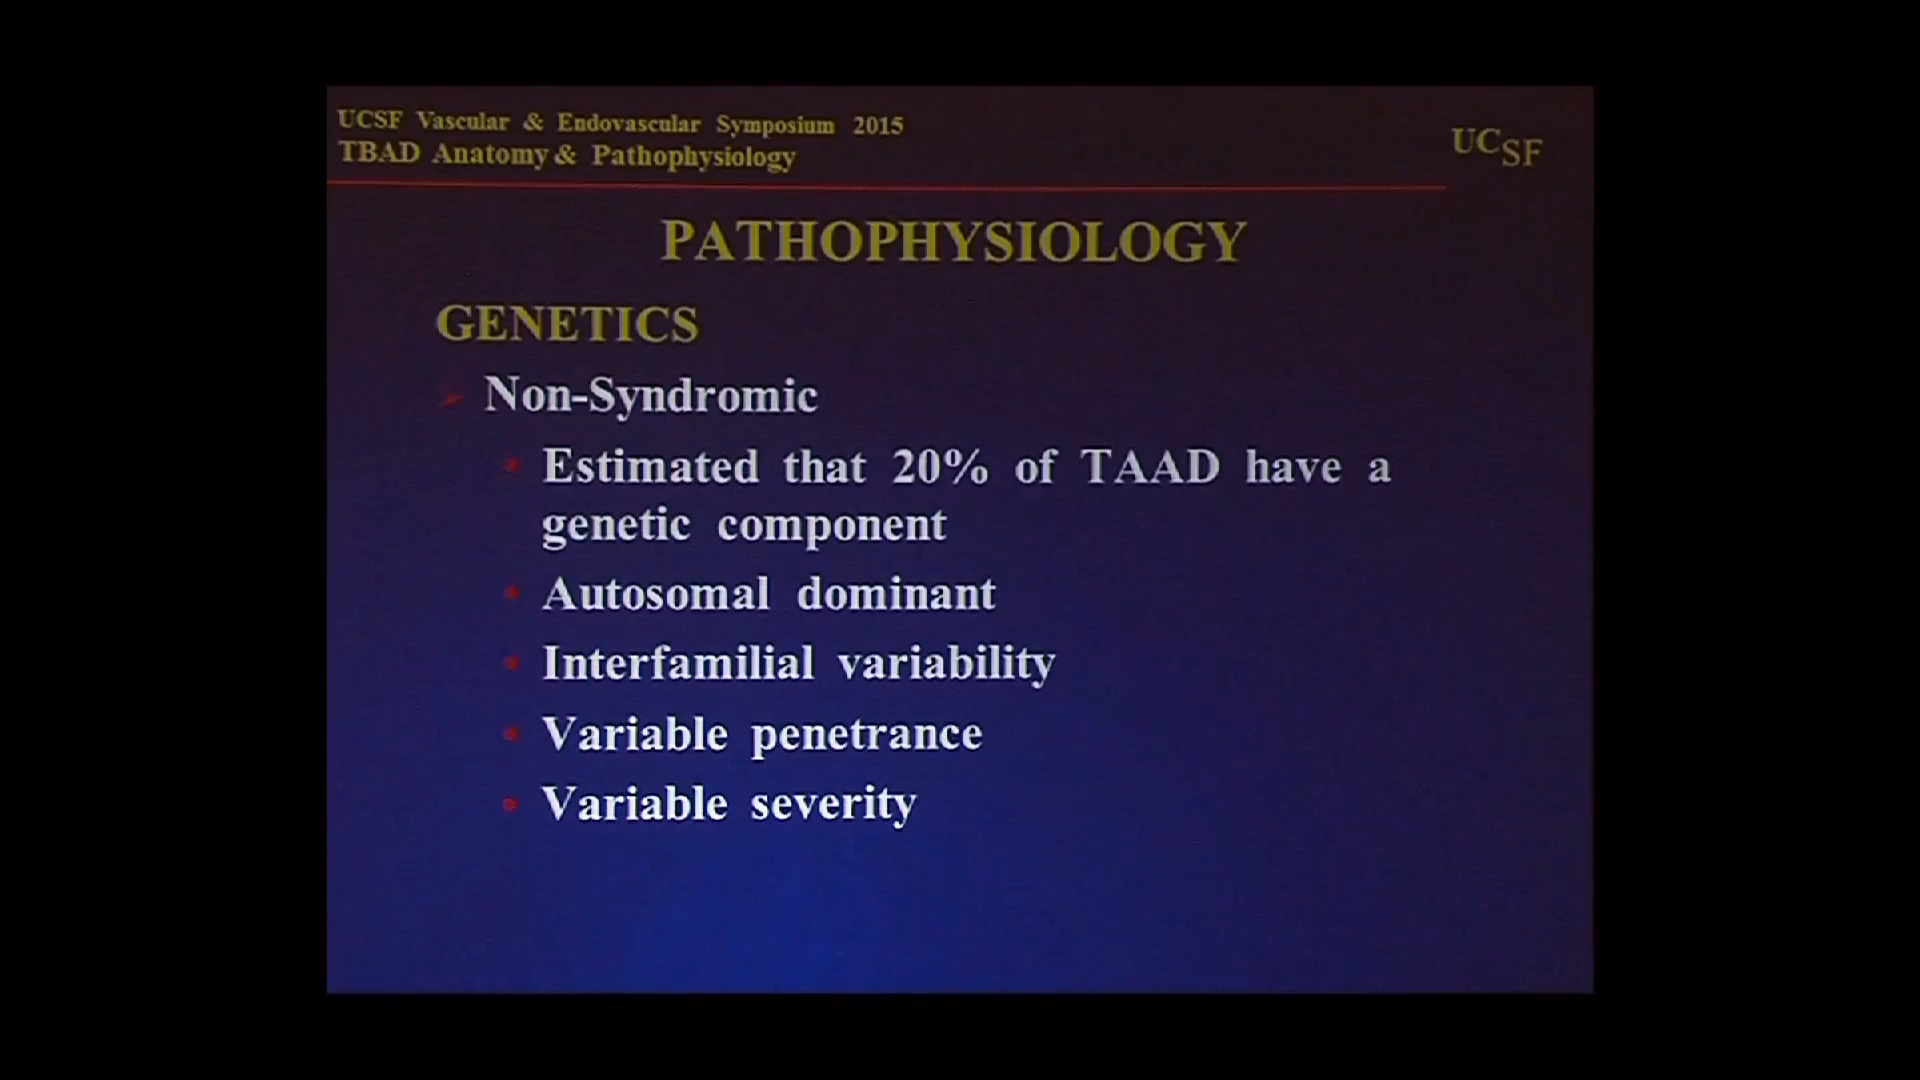 UCSF Vascular & Endovascular Symposium 2015
TBAD Anatomy & Pathophysiology
UCSF
PATHOPHYSIOLOGY
GENETICS
Non-Syndromic
Estimated that 20% of TAAD have a
genetic component
Autosomal dominant
Interfamilial variability
Variable penetrance
Variable severity